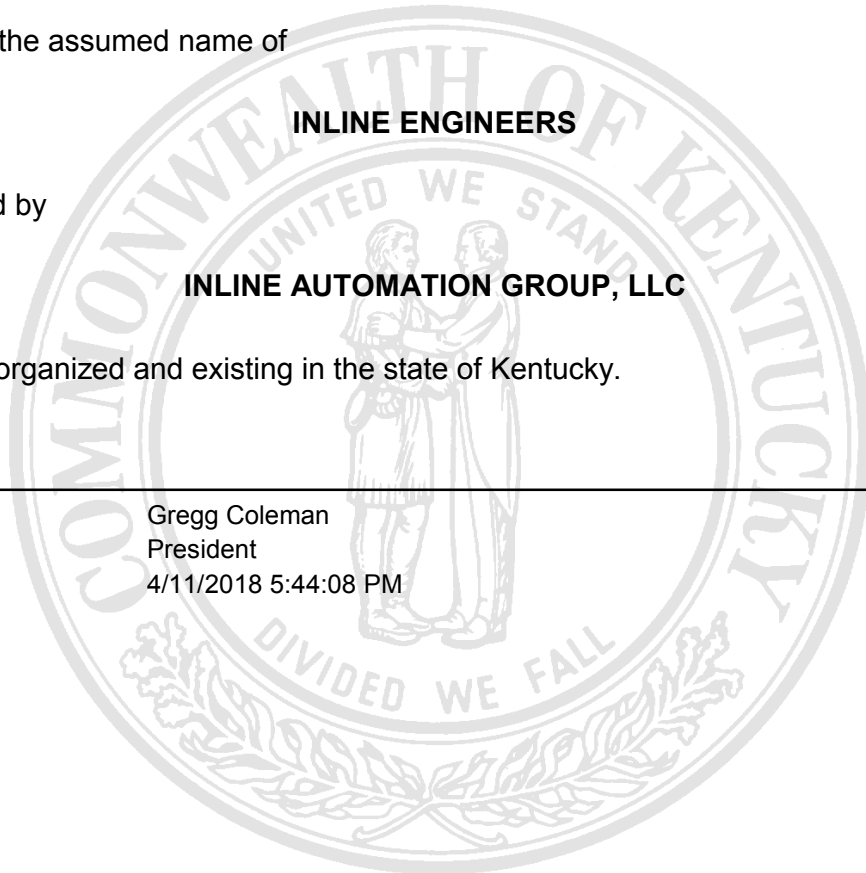 the assumed name of
INLINE ENGINEERS
d by
INLINE AUTOMATION GROUP, LLC
organized and existing in the state of Kentucky.
Gregg Coleman
President
4/11/2018 5:44:08 PM
COMMONWEALTH OF KENTUCKY
UNITED WE STAND
DIVIDED WE FALL